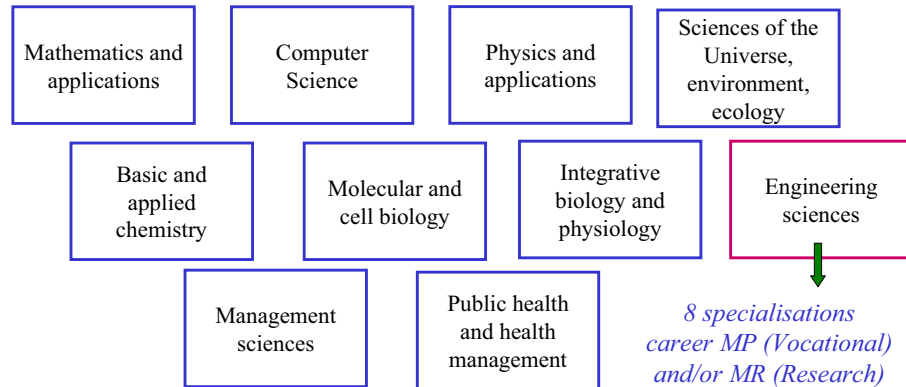 Mathematics and
applications
Computer
Science
Physics and
applications
Sciences of the
Universe,
environment,
ecology
Basic and
applied
chemistry
Molecular and
cell biology
Integrative
biology and
physiology
Engineering
sciences
Management
sciences
Public health
and health
management
8 specialisations
career MP (Vocational)
and/or MR (Research)